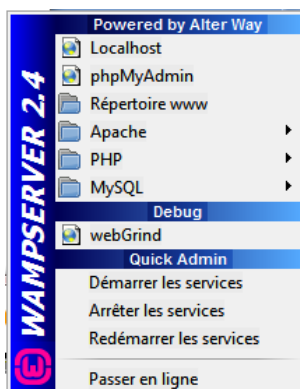 WAMPSERVER 2.4
Powered by Alter Way
Localhost
phpMyAdmin
Répertoire www
Apache
PHP
MySQL
Debug
webGrind
Quick Admin
Démarrer les services
Arrêter les services
Redémarrer les services
Passer en ligne